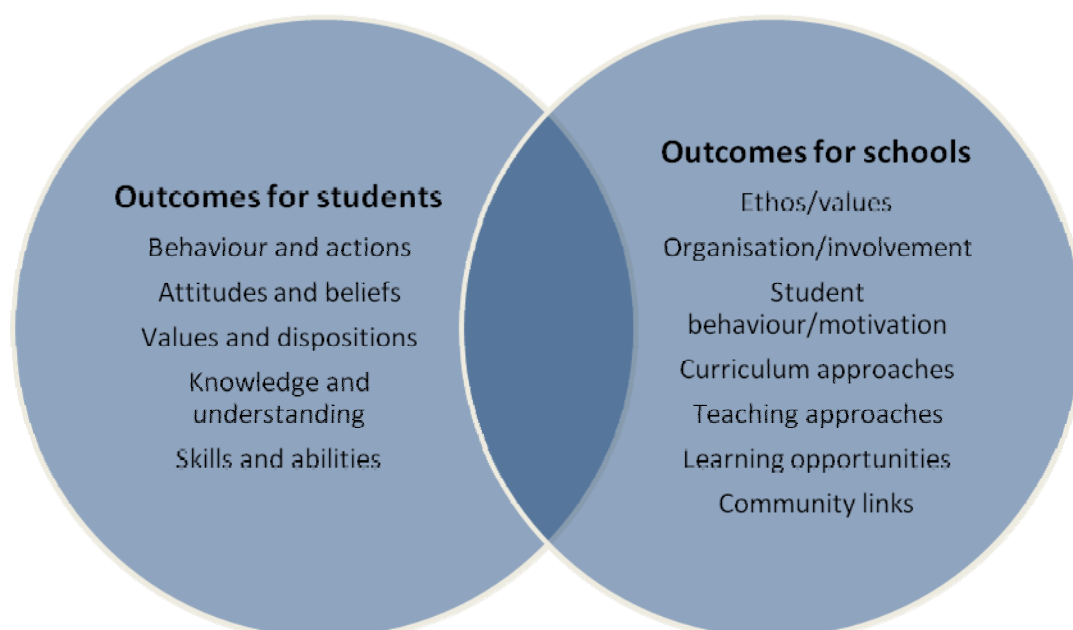 Outcomes for students
Behaviour and actions
Attitudes and beliefs
Values and dispositions
Knowledge and
understanding
Skills and abilities
Outcomes for schools
Ethos/values
Organisation/involvement
Student
behaviour/motivation
Curriculum approaches
Teaching approaches
Learning opportunities
Community links